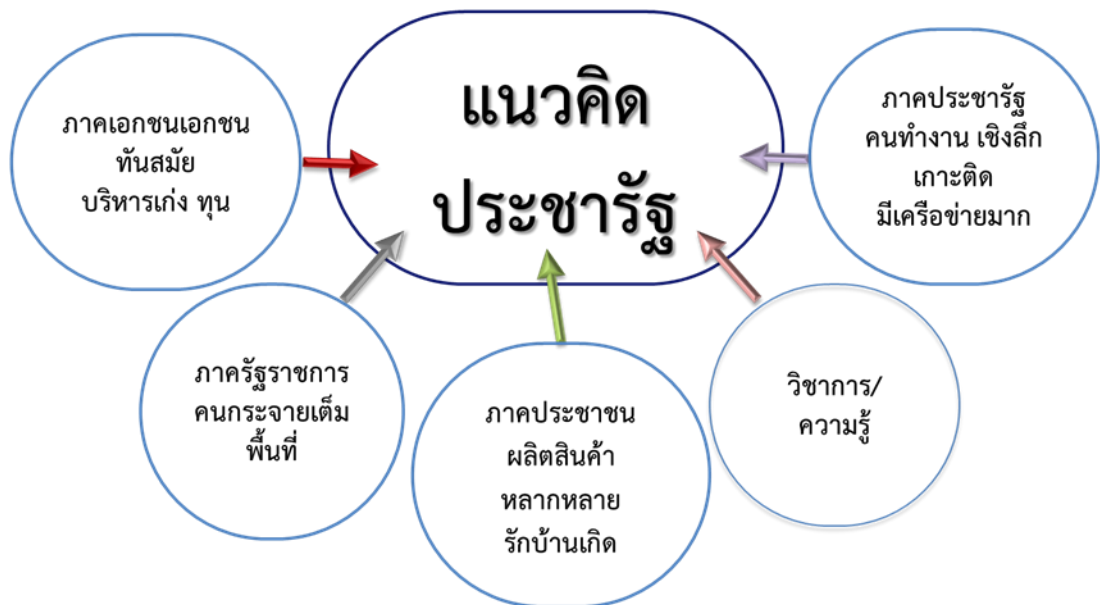 แนวคิด
ประชารัฐ
ภาคเอกชนเอกชน
ทันสมัย
บริหารเก่ง ทุน
ภาคประชารัฐ
คนทำงาน เชิงลึก
เกาะติด
มีเครือข่ายมาก
ภาครัฐราชการ
คนกระจายเต็ม
พื้นที่
ภาคประชาชน
ผลิตสินค้า
หลากหลาย
รักบ้านเกิด
วิชาการ/
ความรู้